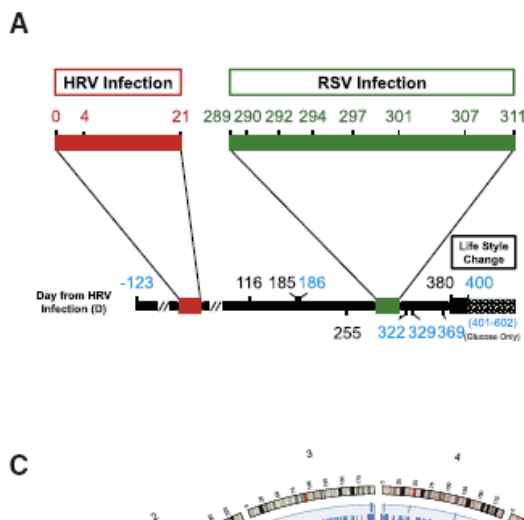 A
HRV Infection RSV Infection
0 4 21 289 290 292 294 297 301 307 311
Life Style
Change
-123 116 185 186 380 400
Day from HRV
Infection (D)
255 322 329 369 (401-602)
(Glucose Only)
C
3 4
2